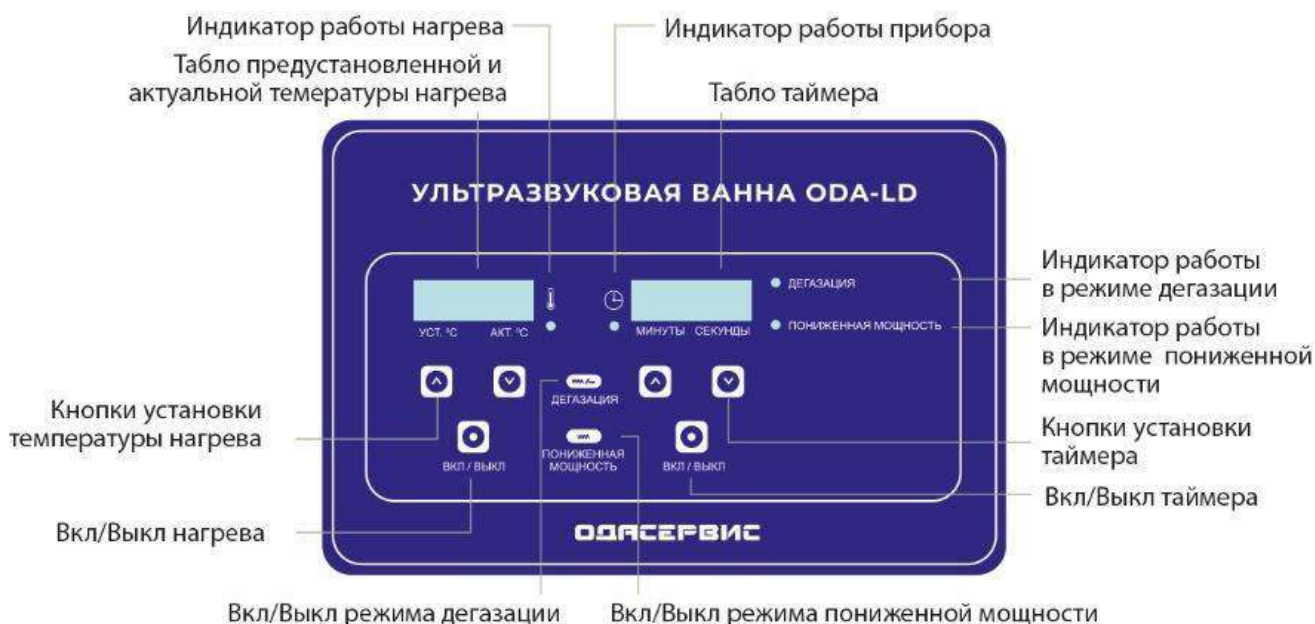 Индикатор работы нагрева
Индикатор работы прибора
Табло предустановленной и
актуальной темературы нагрева
Табло таймера
УЛЬТРАЗВУКОВАЯ ВАННА ODA-LD
УСТ. °C
АКТ. °C
МИНУТЫ
СЕКУНДЫ
ДЕГАЗАЦИЯ
ПОНИЖЕННАЯ МОЩНОСТЬ
Индикатор работы
в режиме дегазации
Индикатор работы
в режиме пониженной
мощности
ДЕГАЗАЦИЯ
Кнопки установки
температуры нагрева
ВКЛ / ВЫКЛ
ПОНИЖЕННАЯ
МОЩНОСТЬ
ВКЛ / ВЫКЛ
Кнопки установки
таймера
Вкл/Выкл таймера
Вкл/Выкл нагрева
ОДАСЕРВИС
Вкл/Выкл режима дегазации
Вкл/Выкл режима пониженной мощности